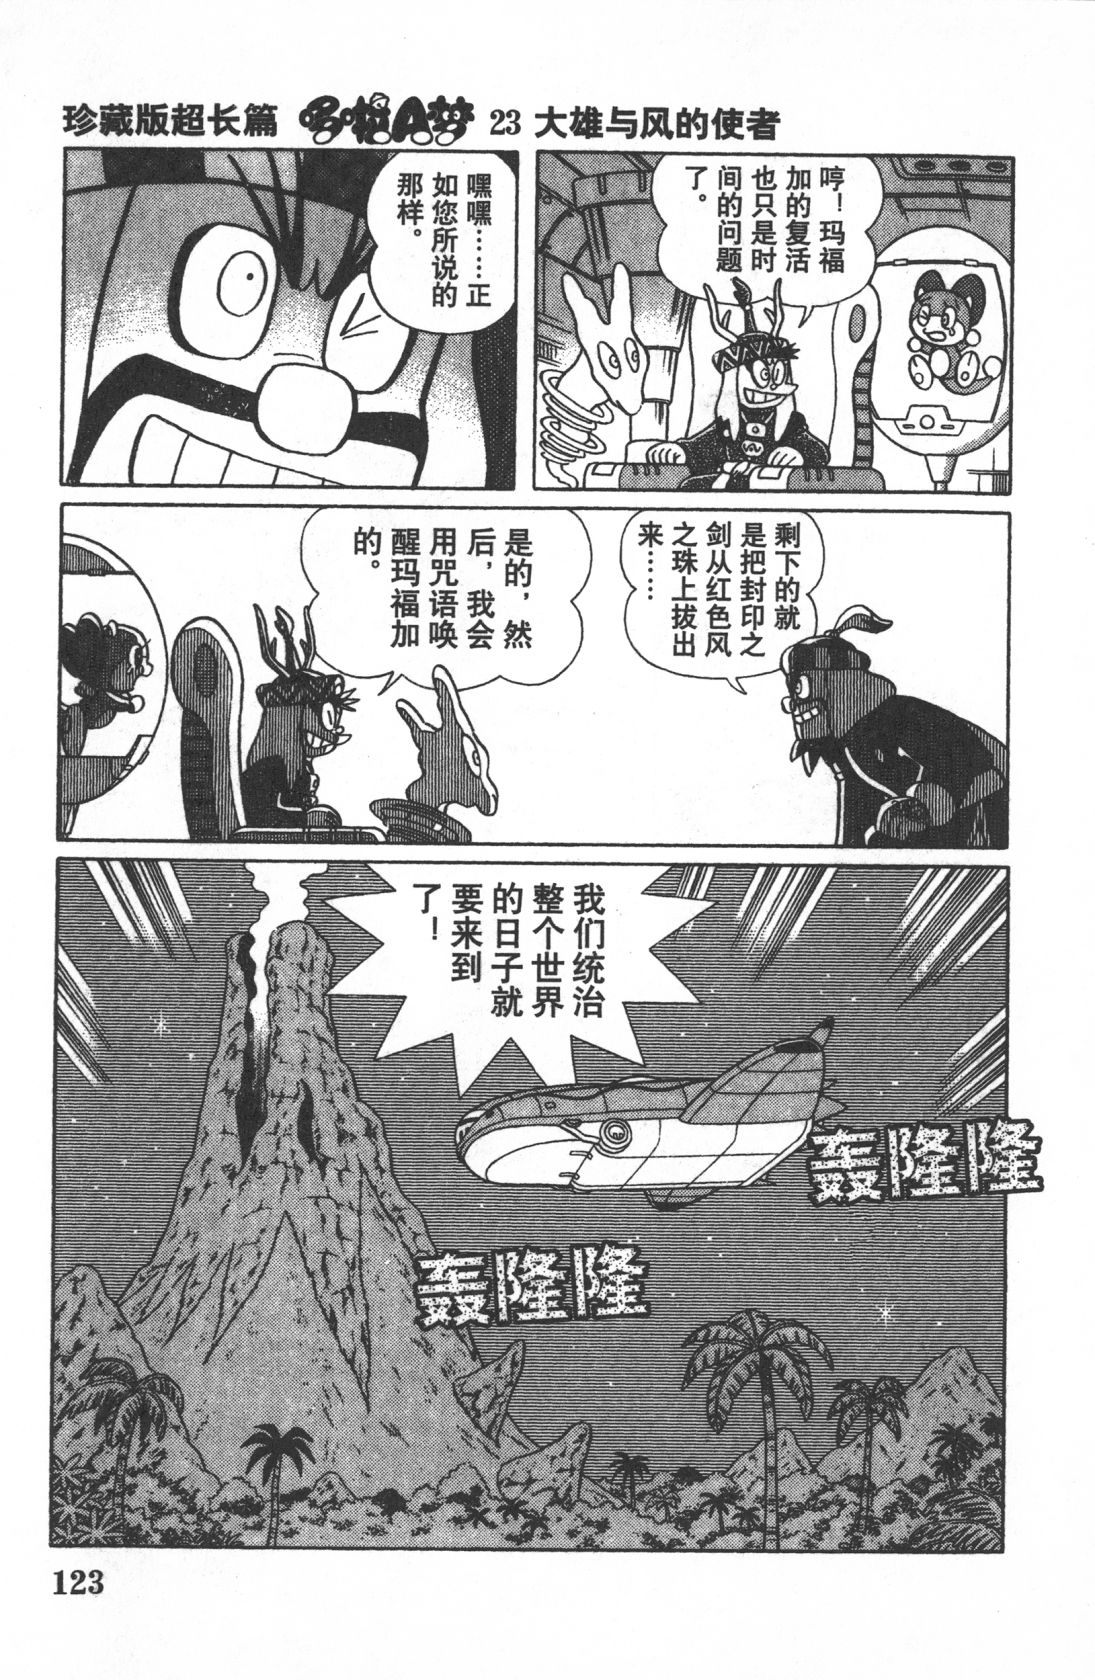 珍藏版超长篇 哆啦A梦 23 大雄与风的使者
哼！玛福
加的复活
也只是时
间的问题
了。
嘿嘿……正
如您所说的
那样。
剩下的就
是把封印之
剑从红色风
之珠上拔出
来……
是的，然
后，我会
用咒语唤
醒玛福加
的。
我们统治
整个世界
的日子就
要来到
了！
轰隆隆
轰隆隆
123